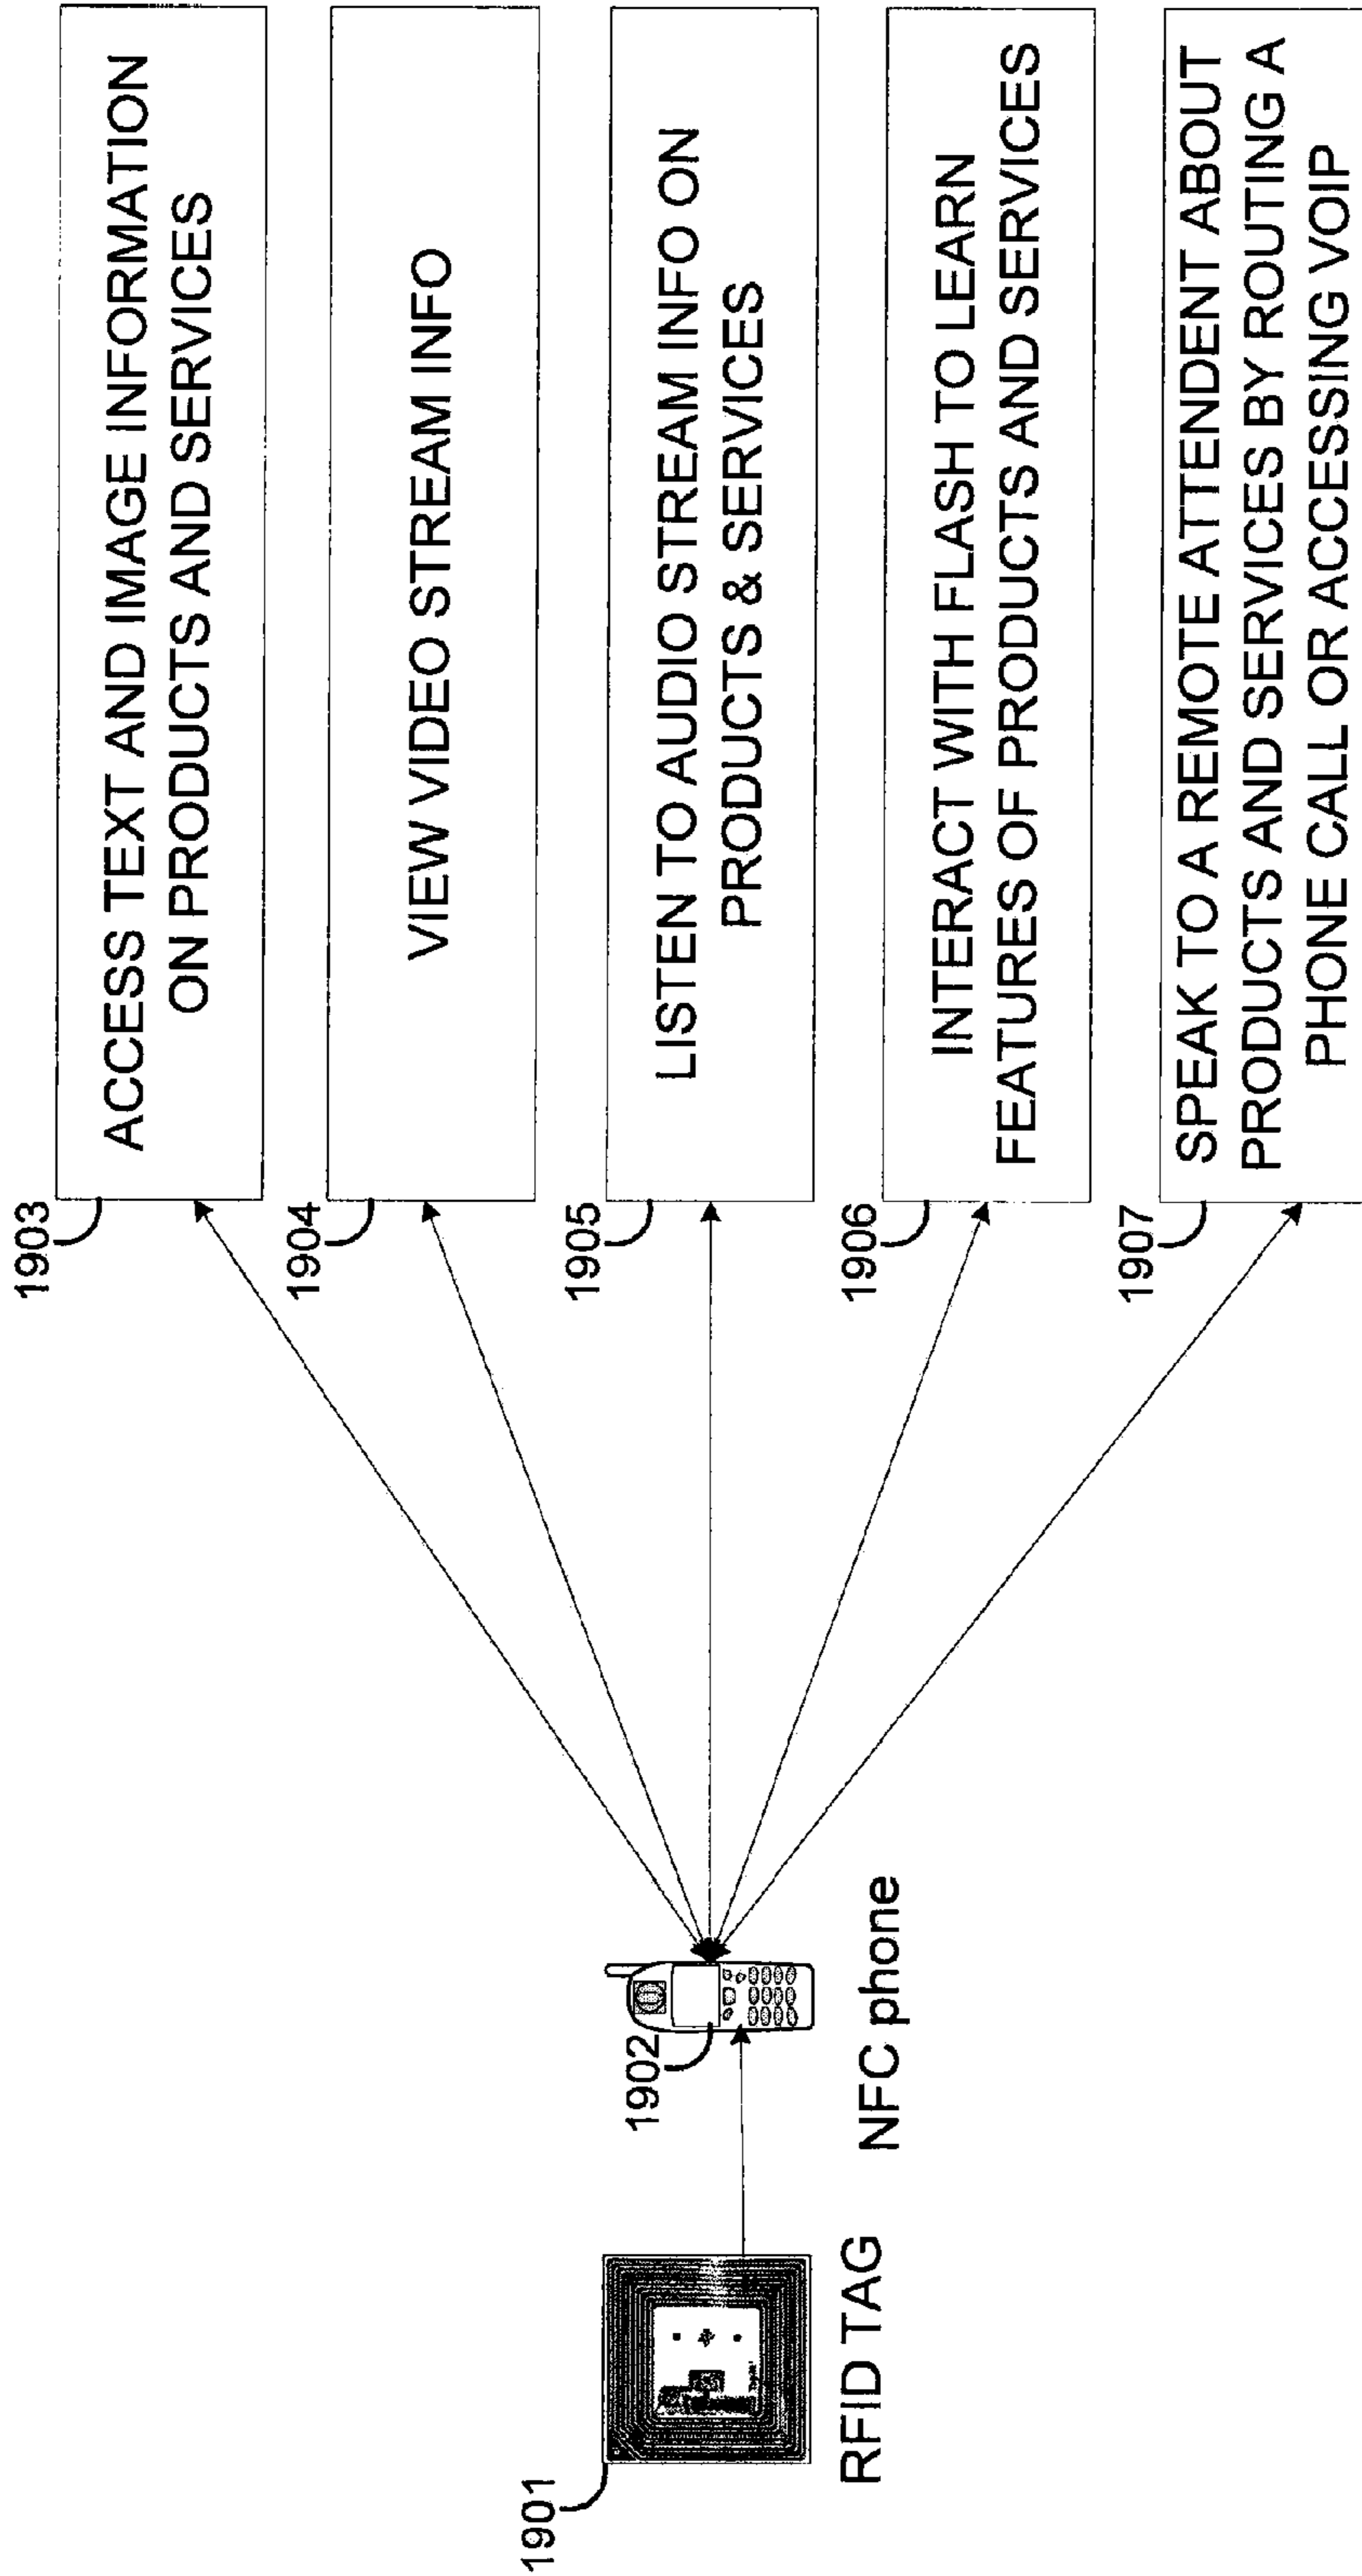 1901
RFID TAG
1902
NFC phone
1903
ACCESS TEXT AND IMAGE INFORMATION
ON PRODUCTS AND SERVICES
1904
VIEW VIDEO STREAM INFO
1905
LISTEN TO AUDIO STREAM INFO ON
PRODUCTS & SERVICES
1906
INTERACT WITH FLASH TO LEARN
FEATURES OF PRODUCTS AND SERVICES
1907
SPEAK TO A REMOTE ATTENDENT ABOUT
PRODUCTS AND SERVICES BY ROUTING A
PHONE CALL OR ACCESSING VOIP